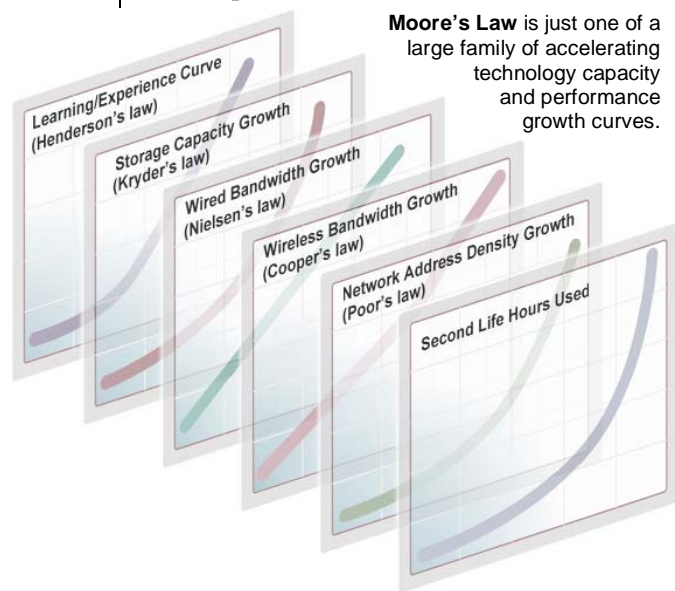 Moore's Law is just one of a
large family of accelerating
technology capacity
and performance
growth curves.
Learning/Experience Curve
(Henderson's law)
Storage Capacity Growth
(Kryder's law)
Wired Bandwidth Growth
(Nielsen's law)
Wireless Bandwidth Growth
(Cooper's law)
Network Address Density Growth
(Poor's law)
Second Life Hours Used